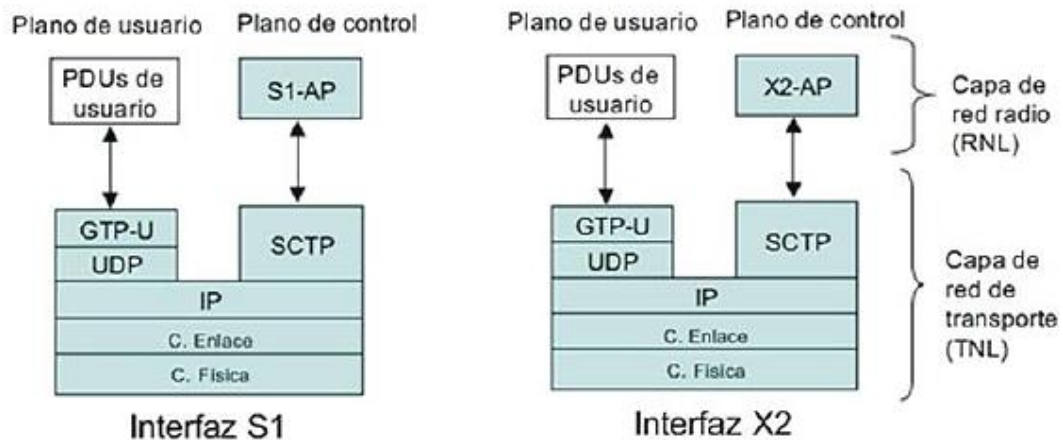 Plano de usuario
Plano de control
PDUs de
usuario
S1-AP
GTP-U
UDP
SCTP
IP
C. Enlace
C. Física
Interfaz S1
Plano de usuario
Plano de control
PDUs de
usuario
X2-AP
GTP-U
UDP
SCTP
IP
C. Enlace
C. Física
Interfaz X2
Capa de
red radio
(RNL)
Capa de
red de
transporte
(TNL)